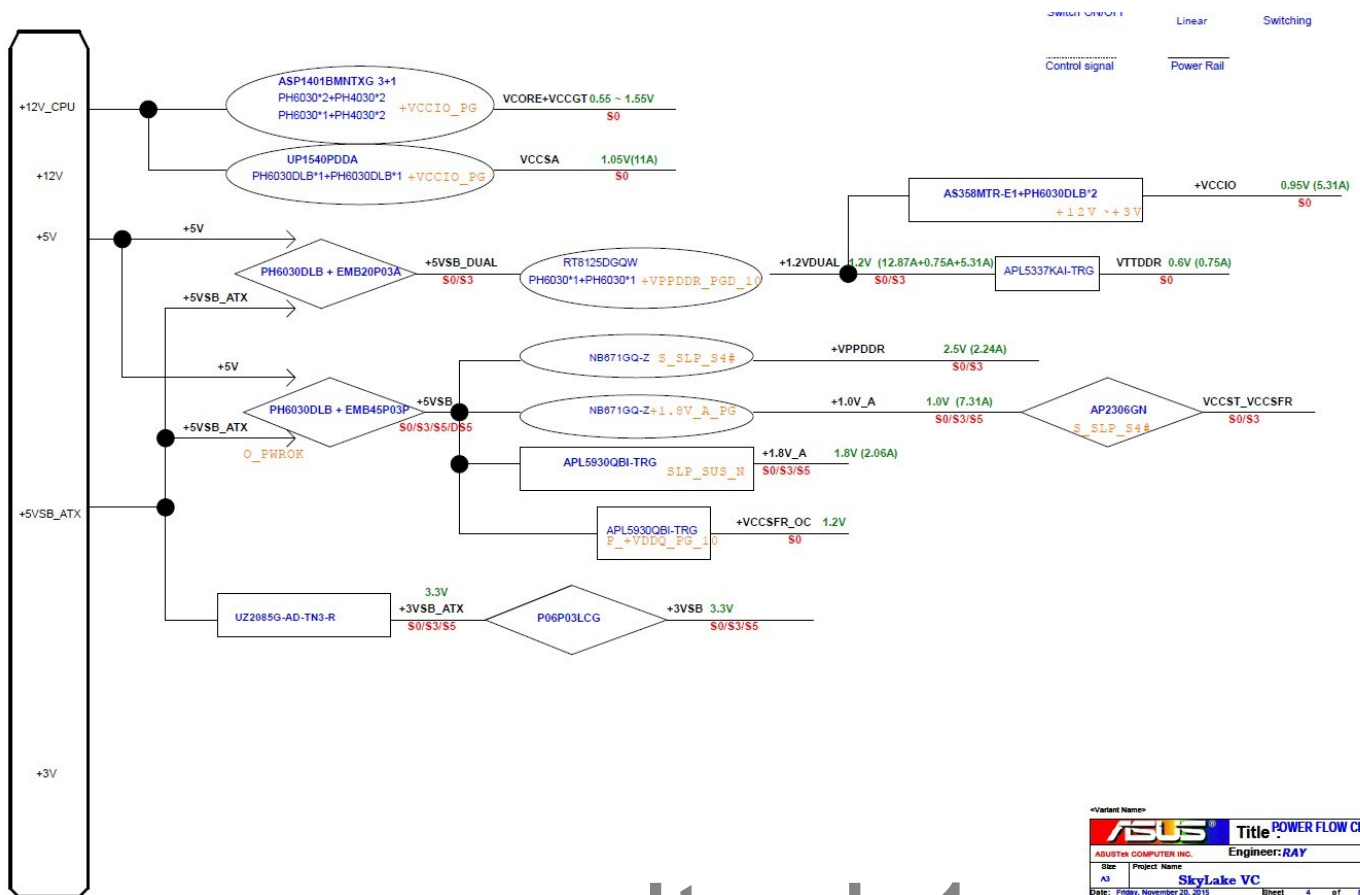 Linear
Switching
Control signal
Power Rail
+12V_CPU
ASP1401BMNTXG 3+1
PH6030*2+PH4030*2
PH6030*1+PH4030*2
+VCCIO_PG
VCORE+VCCGT 0.55 ~ 1.55V
S0
+12V
UP1540PDDA
PH6030DLB*1+PH6030DLB*1 +VCCIO_PG
VCCSA 1.05V(11A)
S0
AS358MTR-E1+PH6030DLB*2
+12V、+3V
+VCCIO 0.95V (5.31A)
S0
+5V
+5V
PH6030DLB + EMB20P03A
+5VSB_DUAL
S0/S3
RT8125DGQW
PH6030*1+PH6030*1 +VPPDDR_PGD_10
+1.2VDUAL 1.2V (12.87A+0.75A+5.31A)
S0/S3
APL5337KAI-TRG
VTTDDR 0.6V (0.75A)
S0
+5VSB_ATX
+5V
NB671GQ-Z S_SLP_S4#
+VPPDDR 2.5V (2.24A)
S0/S3
PH6030DLB + EMB45P03P
+5VSB
S0/S3/S5/DS5
NB671GQ-Z +1.8V_A_PG
+1.0V_A 1.0V (7.31A)
S0/S3/S5
AP2306GN
S_SLP_S4#
VCCST_VCCSFR
S0/S3
+5VSB_ATX
O_PWROK
APL5930QBI-TRG
SLP_SUS_N
+1.8V_A 1.8V (2.06A)
S0/S3/S5
+5VSB_ATX
APL5930QBI-TRG
P_+VDDQ_PG_10
+VCCSFR_OC 1.2V
S0
UZ2085G-AD-TN3-R
3.3V
+3VSB_ATX
S0/S3/S5
P06P03LCG
+3VSB 3.3V
S0/S3/S5
+3V
<Variant Name>
ASUS®
Title : POWER FLOW
ASUSTek COMPUTER INC.
Engineer: RAY
Size
Project Name
A3
SkyLake VC
Date: Friday, November 20, 2015
Sheet 4 of